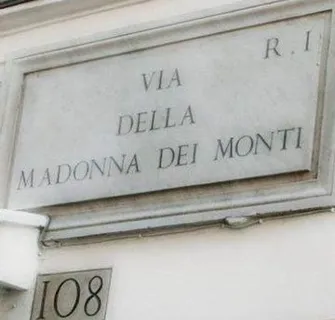 R. I
VIA
DELLA
MADONNA DEI MONTI
108